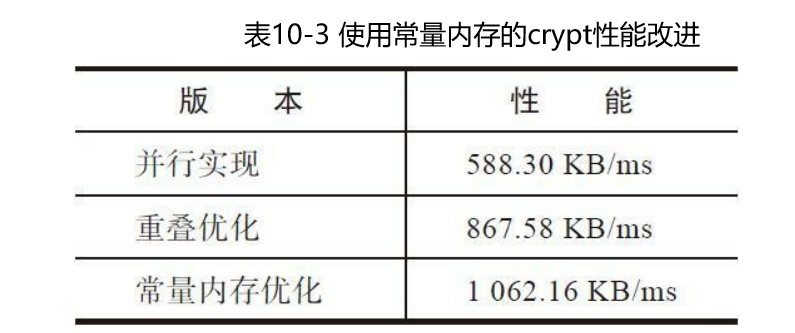 表10-3 使用常量内存的crypt性能改进
版 本 性 能
并行实现 588.30 KB/ms
重叠优化 867.58 KB/ms
常量内存优化 1 062.16 KB/ms